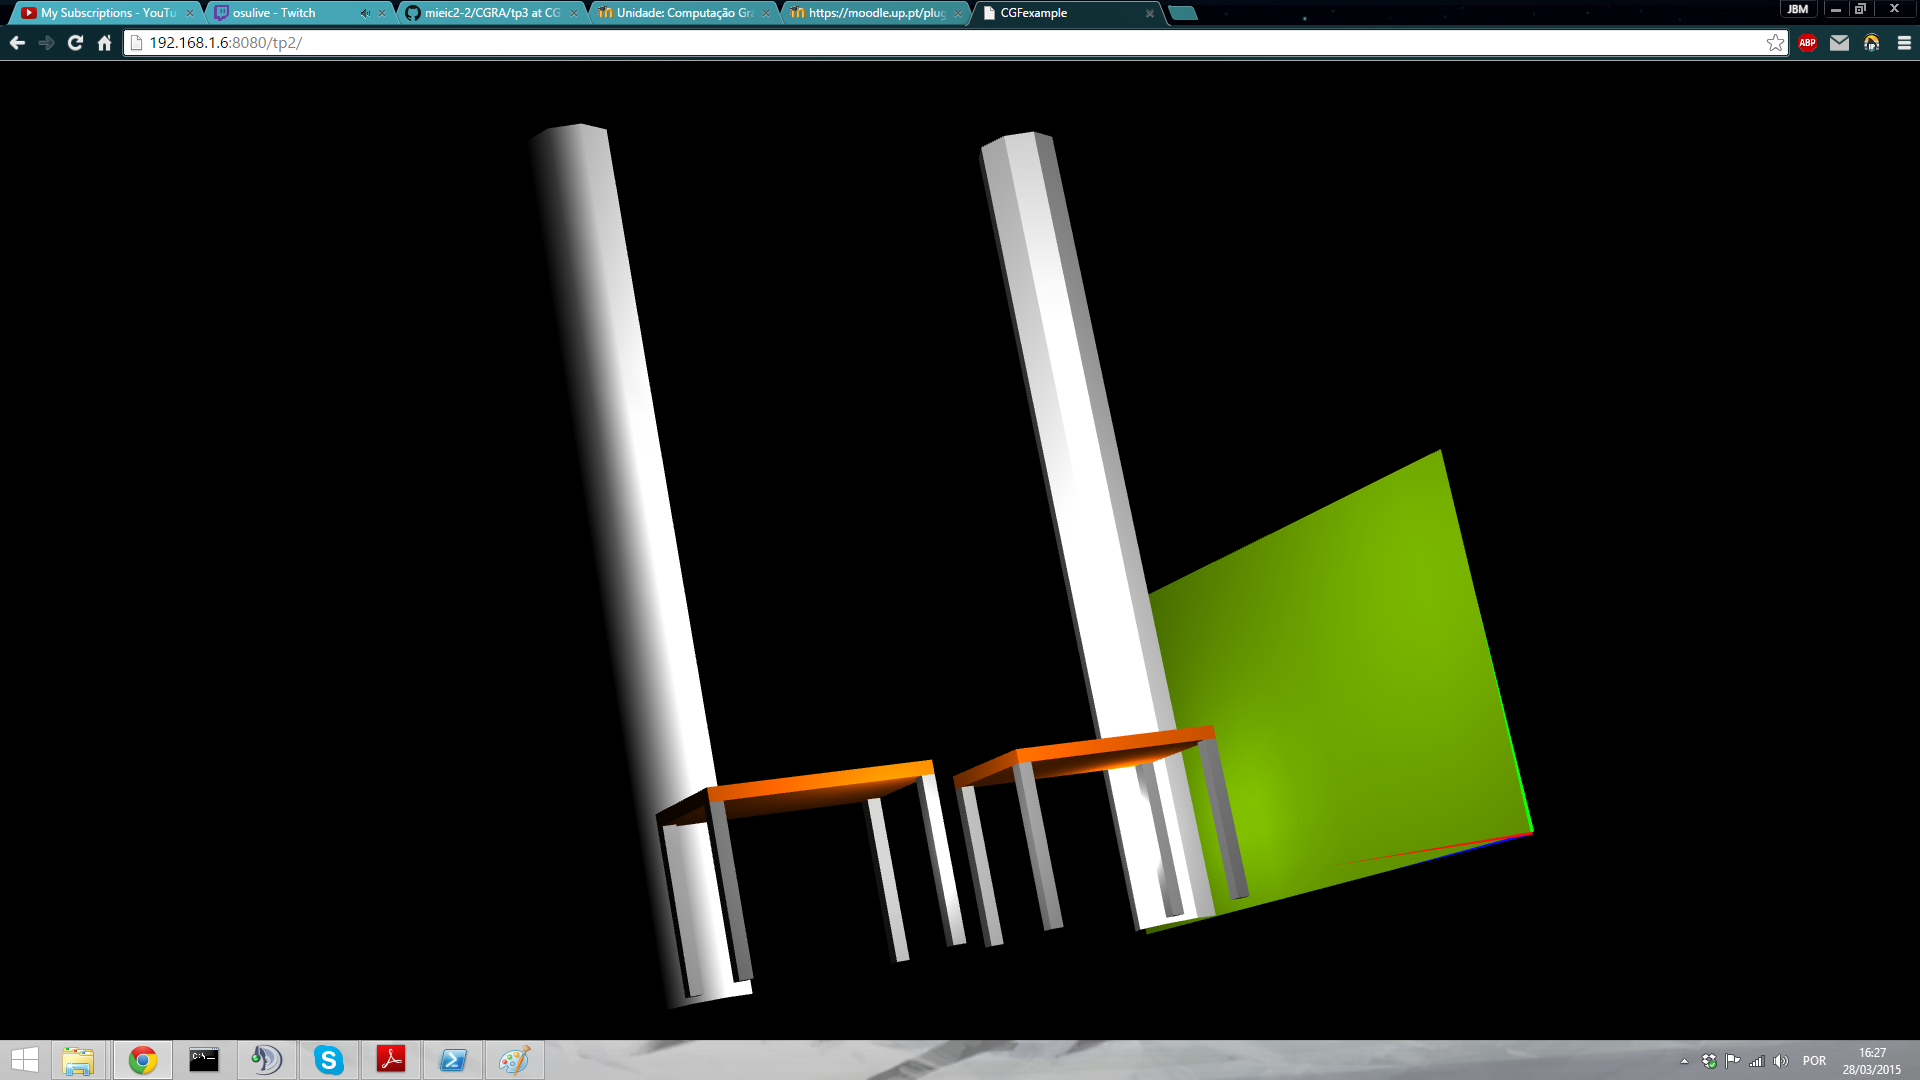 My Subscriptions - YouTu
osulive - Twitch
mieic2-2/CGRA/tp3 at CG
Unidade: Computação Gra
https://moodle.up.pt/plug
CGFexample
JBM
192.168.1.6:8080/tp2/
ABP
C:\_
POR
16:27
28/03/2015